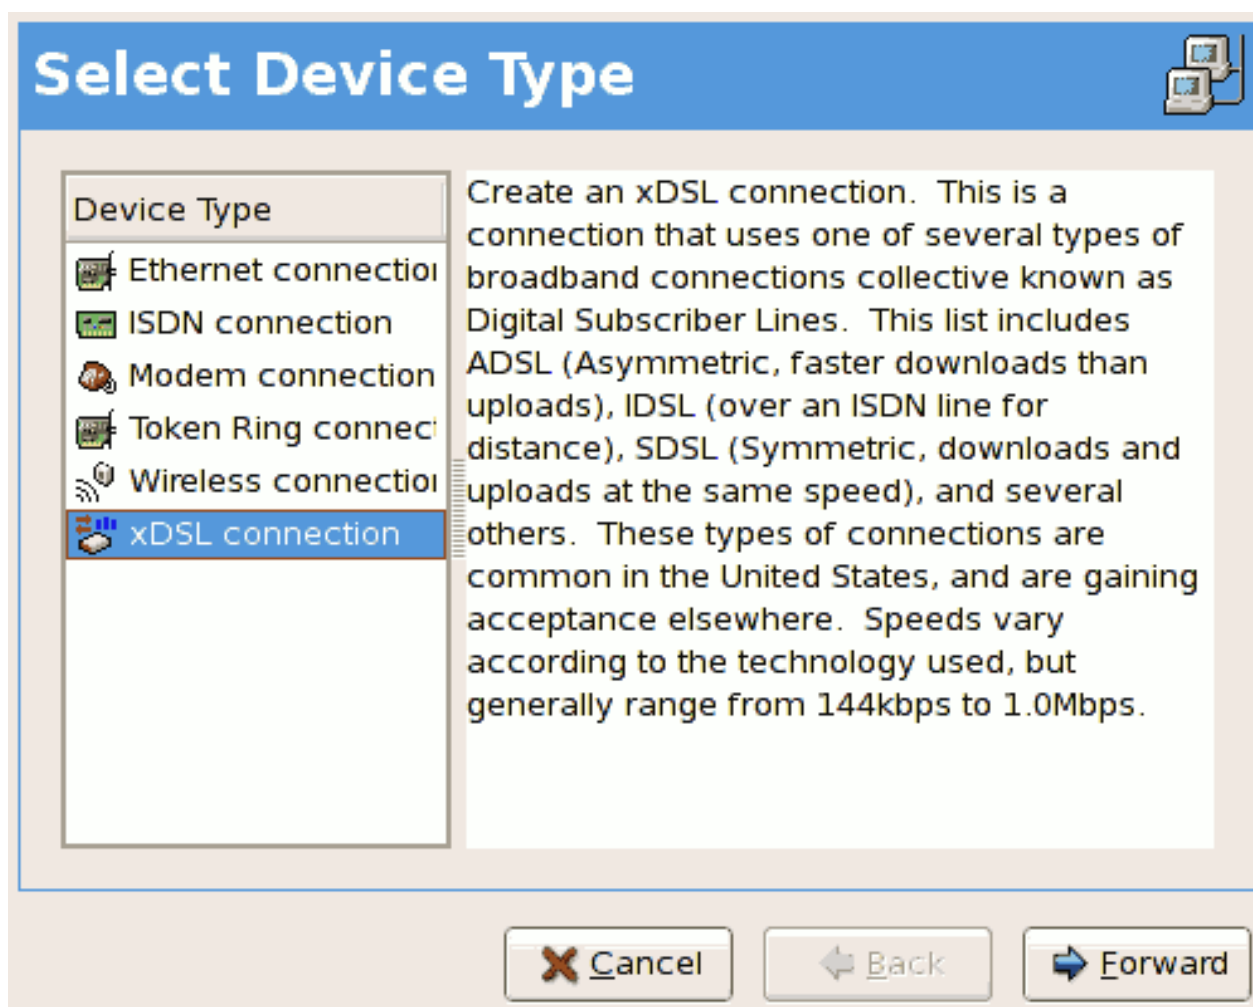 Select Device Type
Device Type
Ethernet connection
ISDN connection
Modem connection
Token Ring connect
Wireless connection
xDSL connection
Create an xDSL connection.  This is a
connection that uses one of several types of
broadband connections collective known as
Digital Subscriber Lines.  This list includes
ADSL (Asymmetric, faster downloads than
uploads), IDSL (over an ISDN line for
distance), SDSL (Symmetric, downloads and
uploads at the same speed), and several
others.  These types of connections are
common in the United States, and are gaining
acceptance elsewhere.  Speeds vary
according to the technology used, but
generally range from 144kbps to 1.0Mbps.
Cancel
Back
Forward